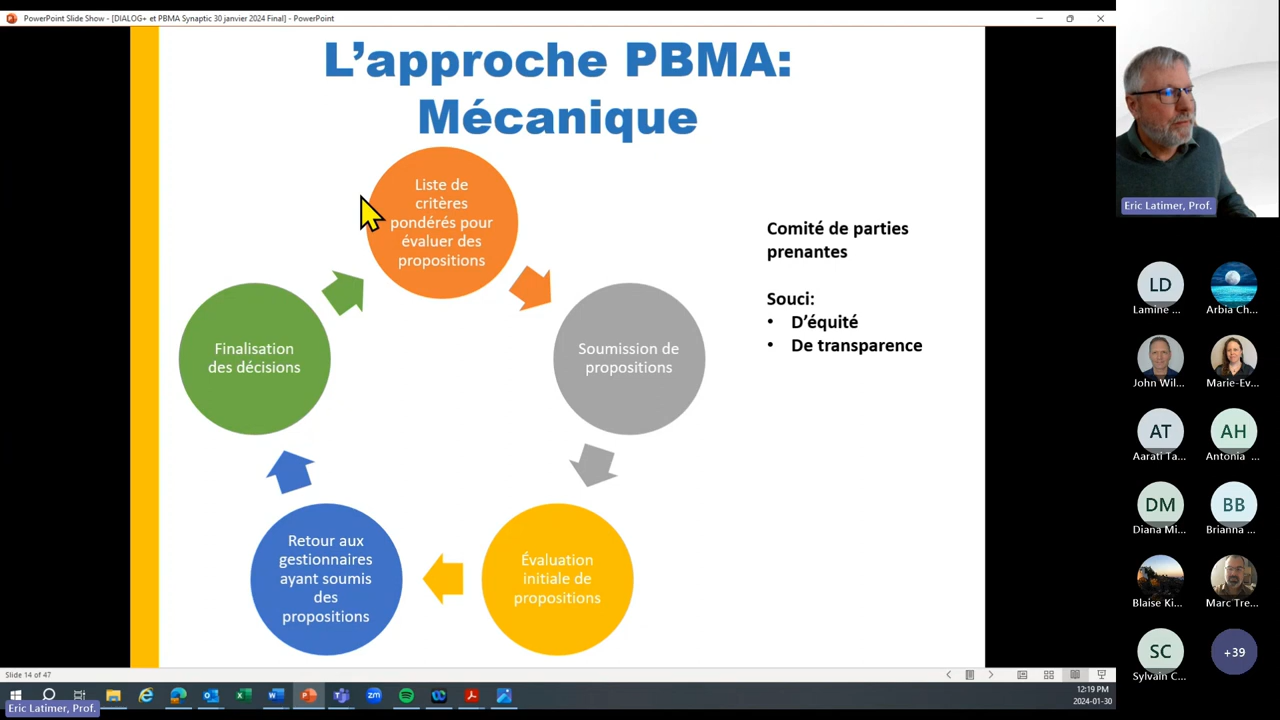 PowerPoint Slide Show - [DIALOG+ et PBMA Synaptic 30 janvier 2024 Final] - PowerPoint
L'approche PBMA:
Mécanique
Liste de
critères
pondérés pour
évaluer des
propositions
Soumission de
propositions
Évaluation
initiale de
propositions
Retour aux
gestionnaires
ayant soumis
des
propositions
Finalisation
des décisions
Comité de parties
prenantes
Souci:
• D'équité
• De transparence
Eric Latimer, Prof.
LD
Lamine ...
Arbia Ch...
John Wil...
Marie-Ev...
AT
Aarati Ta...
AH
Antonia ...
DM
Diana Mi...
BB
Brianna ...
Blaise Ki...
Marc Tre...
SC
Sylvain C...
+39
Slide 14 of 47
12:19 PM
2024-01-30
Eric Latimer, Prof.